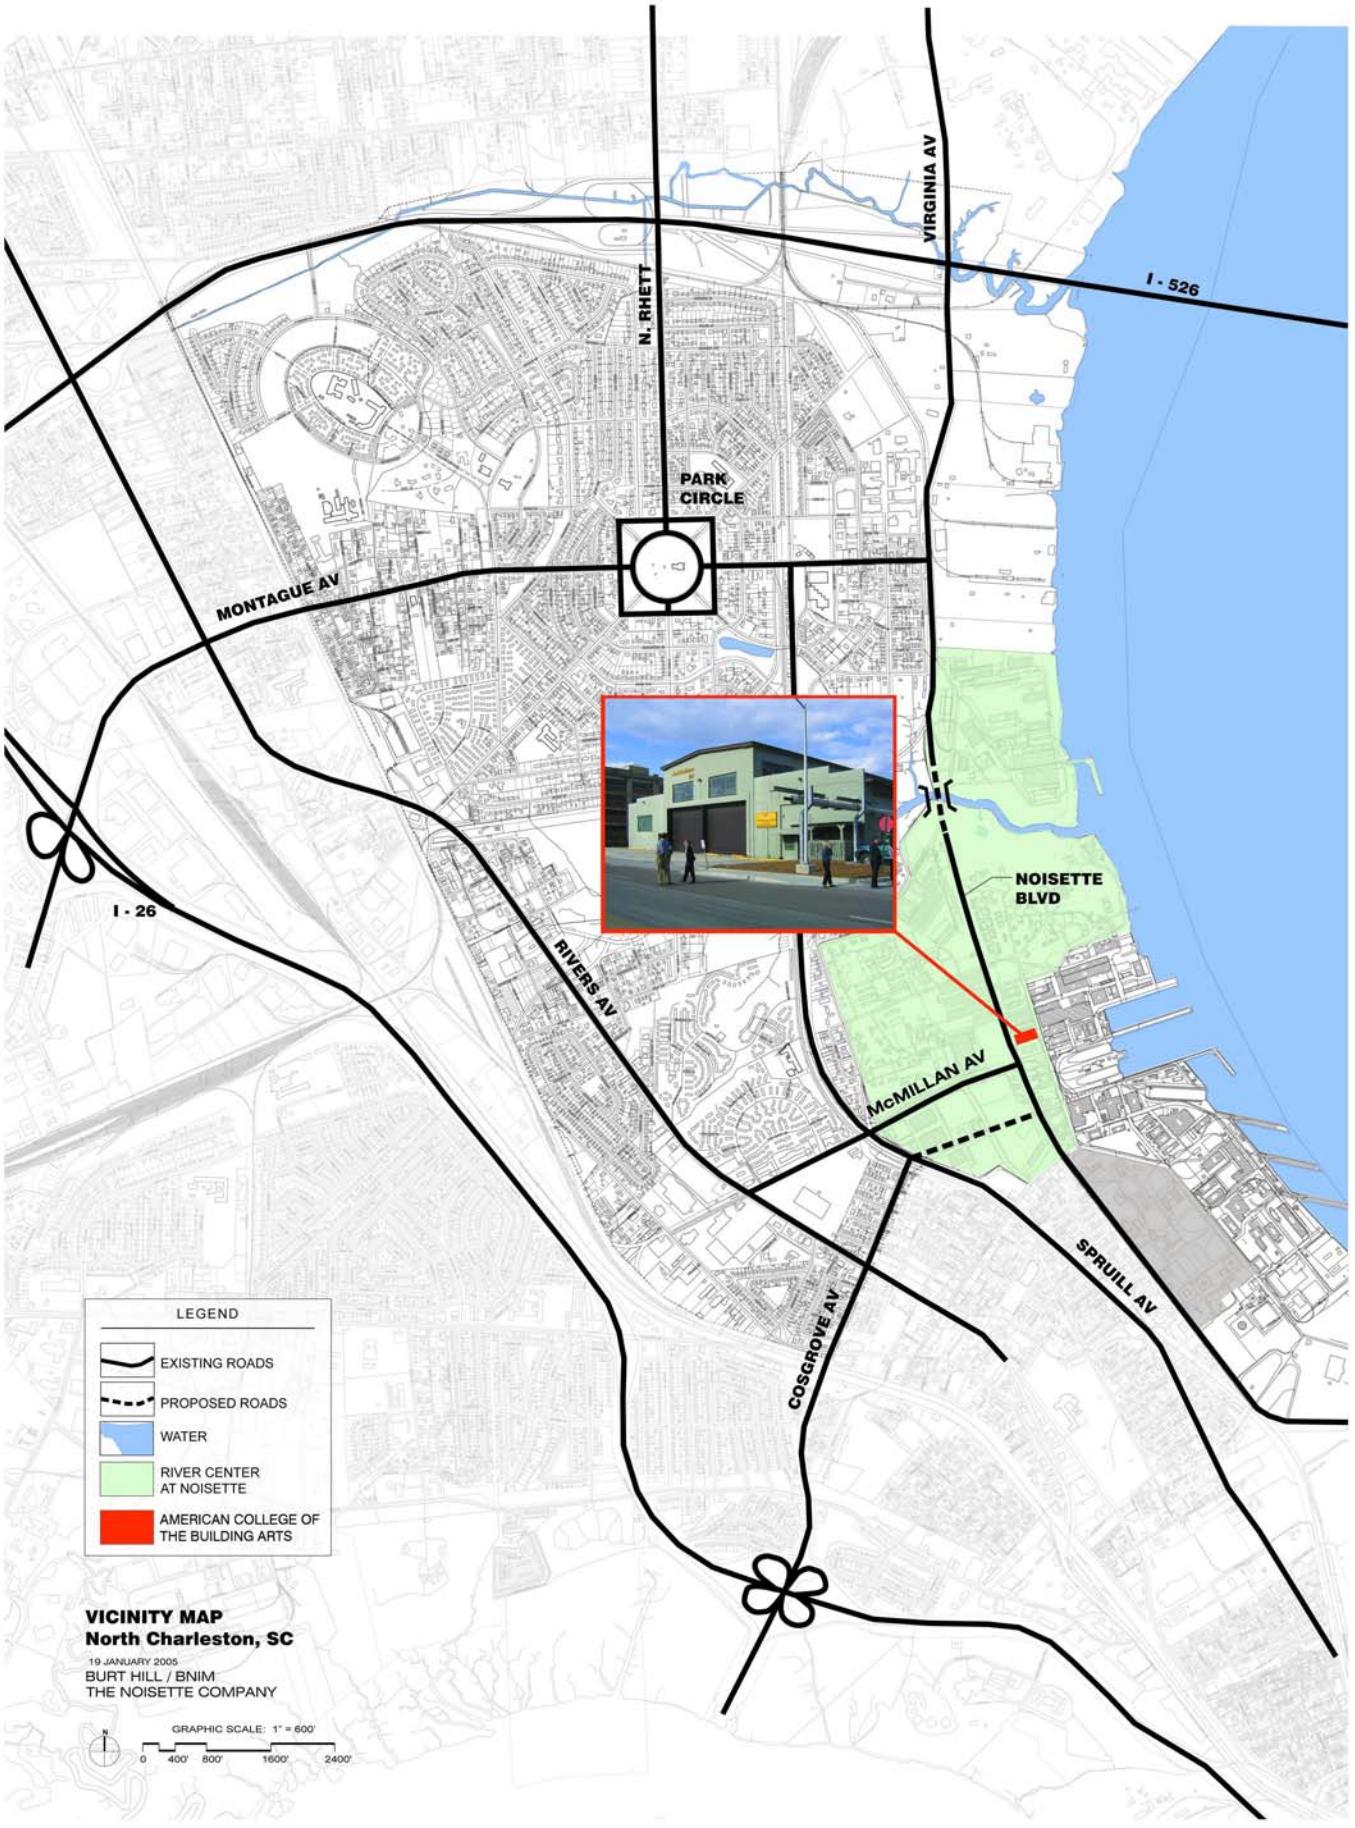 VIRGINIA AV
I - 526
N. RHETT
PARK
CIRCLE
MONTAGUE AV
NOISETTE
BLVD
I - 26
RIVERS AV
McMILLAN AV
SPRUILL AV
COSGROVE AV
LEGEND
EXISTING ROADS
PROPOSED ROADS
WATER
RIVER CENTER
AT NOISETTE
AMERICAN COLLEGE OF
THE BUILDING ARTS
VICINITY MAP
North Charleston, SC
19 JANUARY 2005
BURT HILL / BNIM
THE NOISETTE COMPANY
N
GRAPHIC SCALE: 1" = 600'
0 400' 800' 1600' 2400'